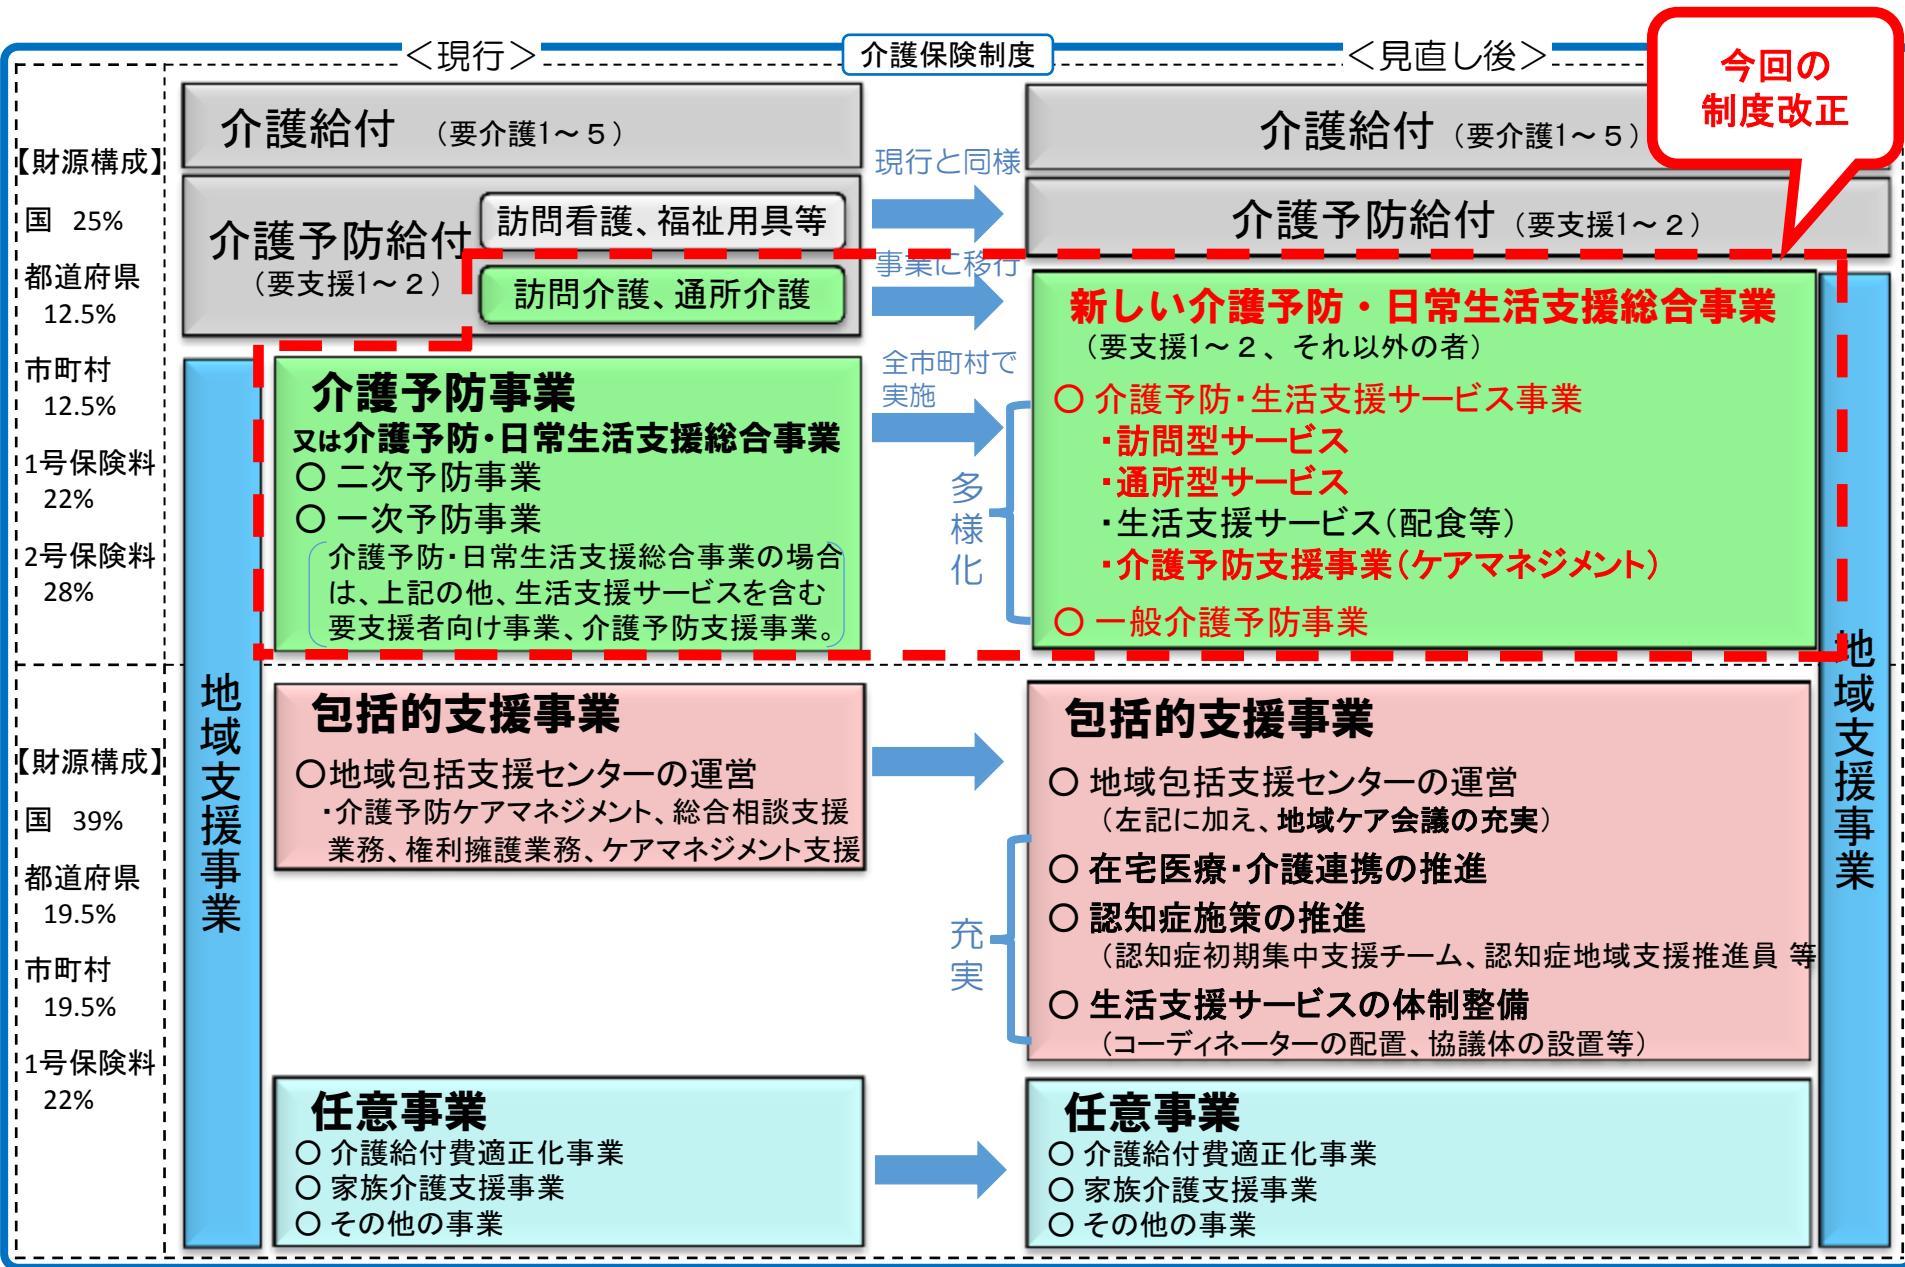 介護保険制度
今回の
制度改正
<現行>
<見直し後>
【財源構成】
国 25%
都道府県
12.5%
市町村
12.5%
1号保険料
22%
2号保険料
28%
【財源構成】
国 39%
都道府県
19.5%
市町村
19.5%
1号保険料
22%
介護給付 (要介護1～5)
介護予防給付
(要支援1～2)
訪問看護、福祉用具等
訪問介護、通所介護
地域支援事業
介護予防事業
又は介護予防・日常生活支援総合事業
○ 二次予防事業
○ 一次予防事業
介護予防・日常生活支援総合事業の場合
は、上記の他、生活支援サービスを含む
要支援者向け事業、介護予防支援事業。
包括的支援事業
○地域包括支援センターの運営
・介護予防ケアマネジメント、総合相談支援
業務、権利擁護業務、ケアマネジメント支援
任意事業
○ 介護給付費適正化事業
○ 家族介護支援事業
○ その他の事業
現行と同様
事業に移行
全市町村で
実施
多様化
充実
介護給付 (要介護1～5)
介護予防給付 (要支援1～2)
新しい介護予防・日常生活支援総合事業
(要支援1～2、それ以外の者)
○ 介護予防・生活支援サービス事業
・訪問型サービス
・通所型サービス
・生活支援サービス(配食等)
・介護予防支援事業(ケアマネジメント)
○ 一般介護予防事業
包括的支援事業
○ 地域包括支援センターの運営
(左記に加え、地域ケア会議の充実)
○ 在宅医療・介護連携の推進
○ 認知症施策の推進
(認知症初期集中支援チーム、認知症地域支援推進員 等
○ 生活支援サービスの体制整備
(コーディネーターの配置、協議体の設置等)
任意事業
○ 介護給付費適正化事業
○ 家族介護支援事業
○ その他の事業
地域支援事業